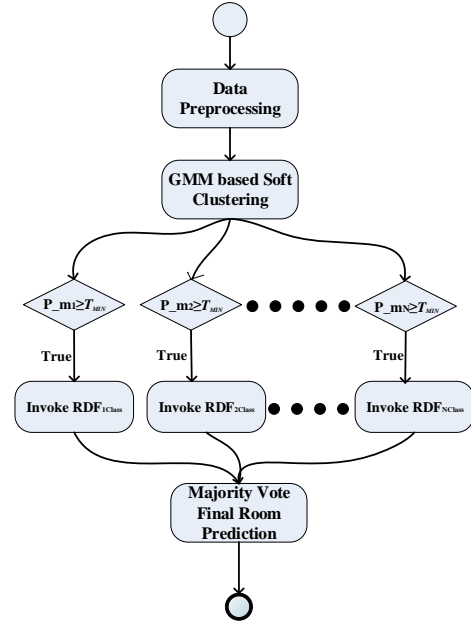 Data
Preprocessing
GMM based Soft
Clustering
P_m1≥TMIN
P_m2≥TMIN
P_mN≥TMIN
True
True
True
Invoke RDF1Class
Invoke RDF2Class
Invoke RDFNClass
Majority Vote
Final Room
Prediction